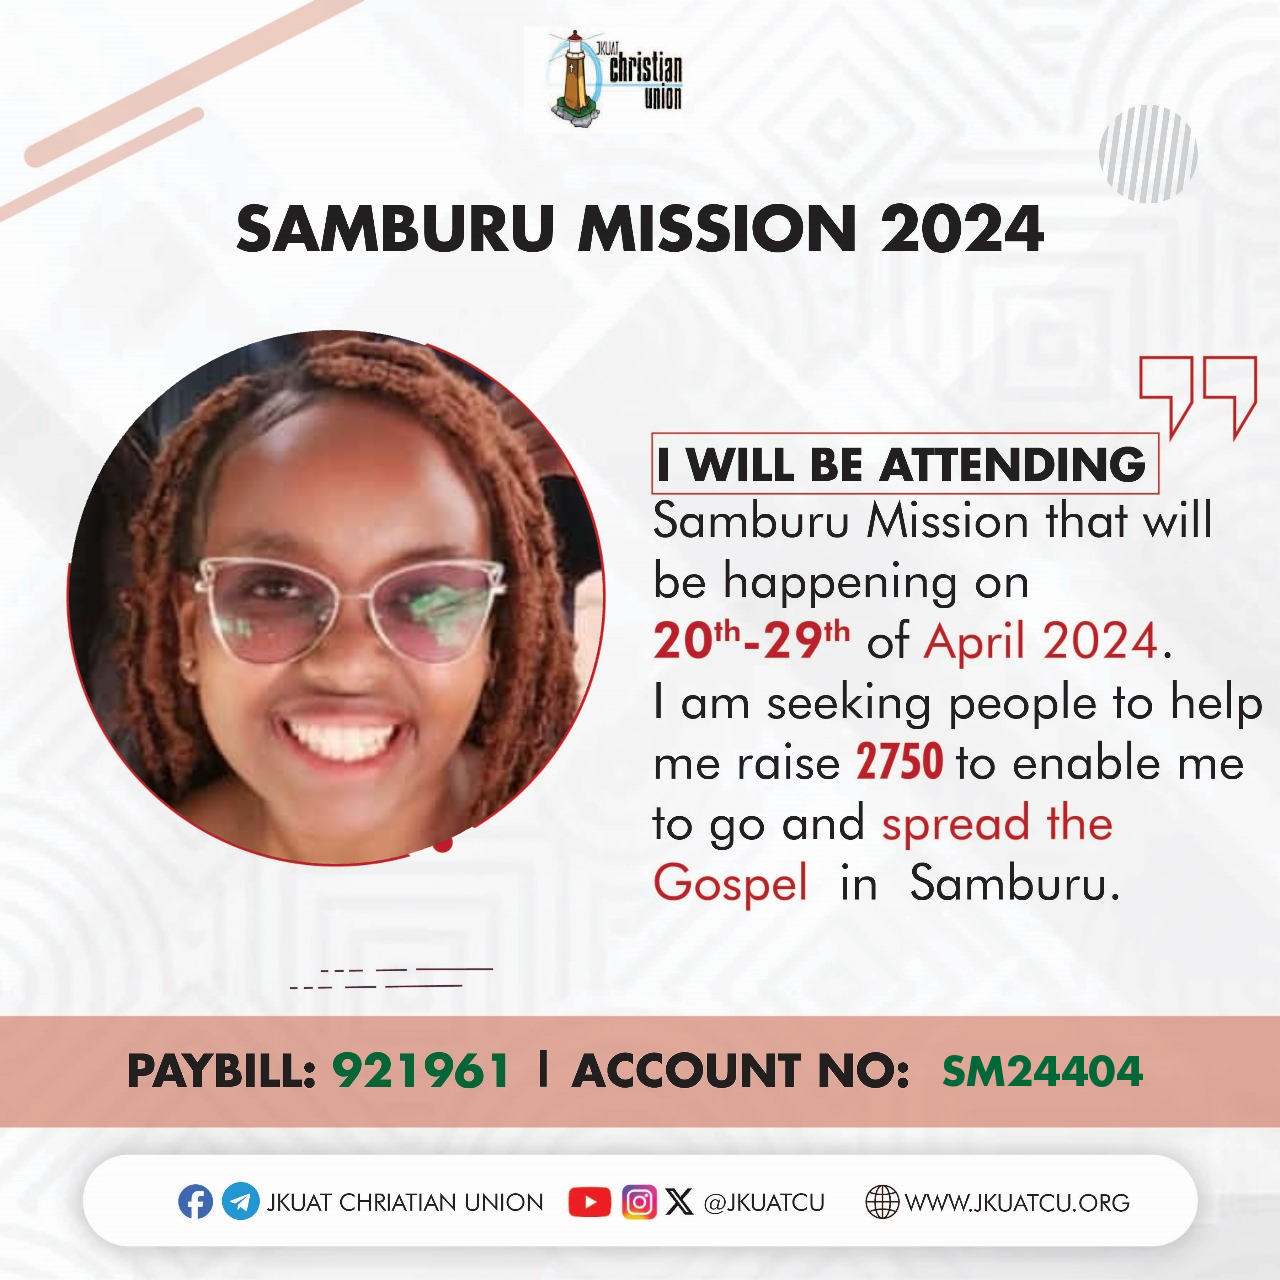 JKUAT
christian
union
SAMBURU MISSION 2024
I WILL BE ATTENDING
Samburu Mission that will
be happening on
20th-29th of April 2024.
I am seeking people to help
me raise 2750 to enable me
to go and spread the
Gospel in Samburu.
PAYBILL: 921961 | ACCOUNT NO: SM24404
JKUAT CHRIATIAN UNION @JKUATCU WWW.JKUATCU.ORG